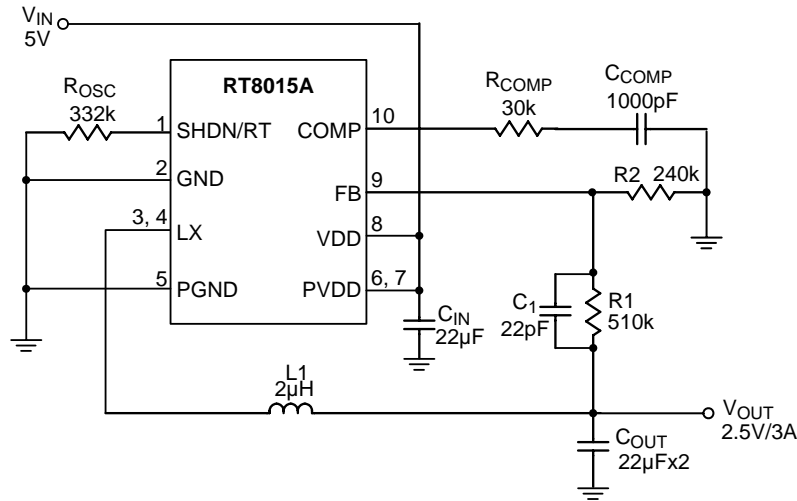 VIN
5V
RT8015A
ROSC
332k
1
SHDN/RT
COMP
10
RCOMP
30k
CCOMP
1000pF
2
GND
FB
9
R2 240k
3, 4
LX
VDD
8
5
PGND
PVDD
6, 7
CIN
22µF
C1
22pF
R1
510k
L1
2µH
VOUT
2.5V/3A
COUT
22µFx2